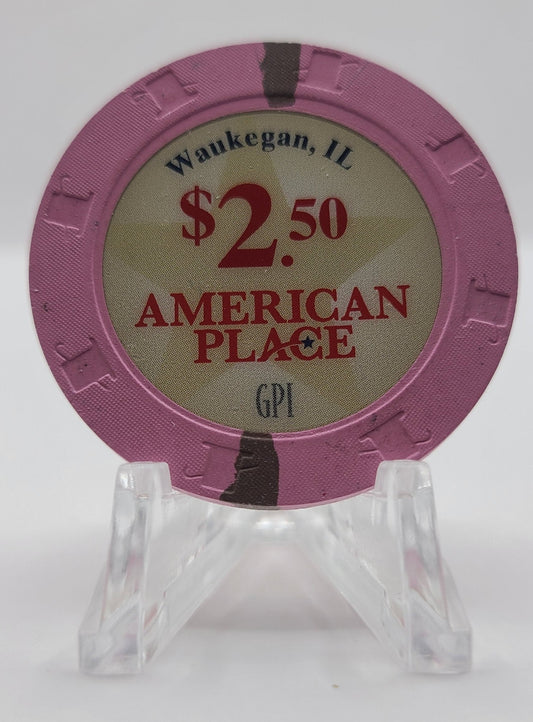 Waukegan, IL
$2.50
AMERICAN
PLACE
GPI